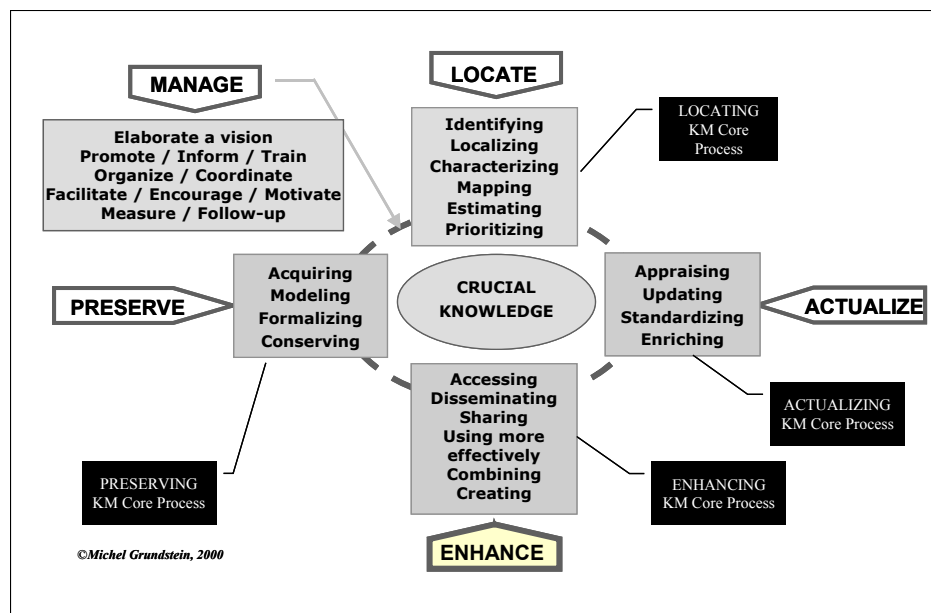 MANAGE
Elaborate a vision
Promote / Inform / Train
Organize / Coordinate
Facilitate / Encourage / Motivate
Measure / Follow-up
LOCATE
Identifying
Localizing
Characterizing
Mapping
Estimating
Prioritizing
LOCATING
KM Core
Process
PRESERVE
Acquiring
Modeling
Formalizing
Conserving
CRUCIAL
KNOWLEDGE
Appraising
Updating
Standardizing
Enriching
ACTUALIZE
Accessing
Disseminating
Sharing
Using more
effectively
Combining
Creating
ACTUALIZING
KM Core Process
PRESERVING
KM Core Process
ENHANCING
KM Core Process
ENHANCE
©Michel Grundstein, 2000